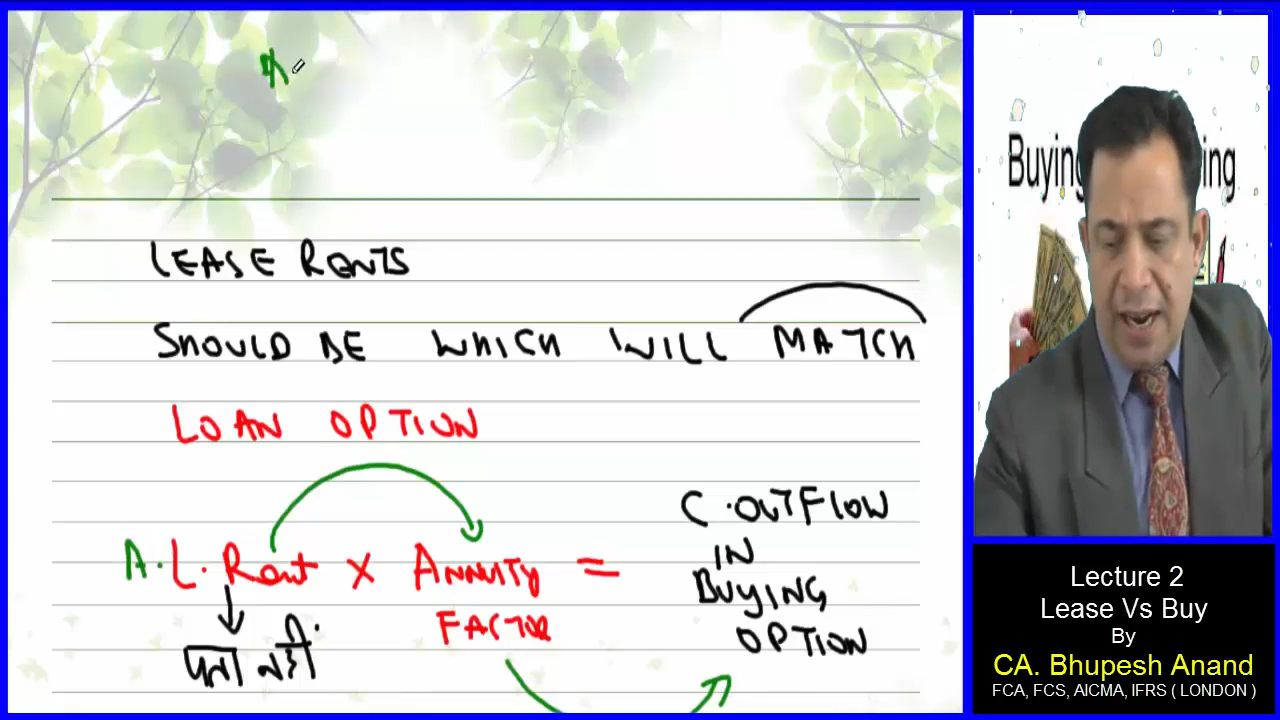 LEASE RENTS
SHOULD BE WHICH WILL MATCH
LOAN OPTION
A. L. Rent × ANNUITY FACTOR =
C. OUTFLOW
IN
BUYING
OPTION
पता नहीं
Buying
ing
Lecture 2
Lease Vs Buy
By
CA. Bhupesh Anand
FCA, FCS, AICMA, IFRS ( LONDON )